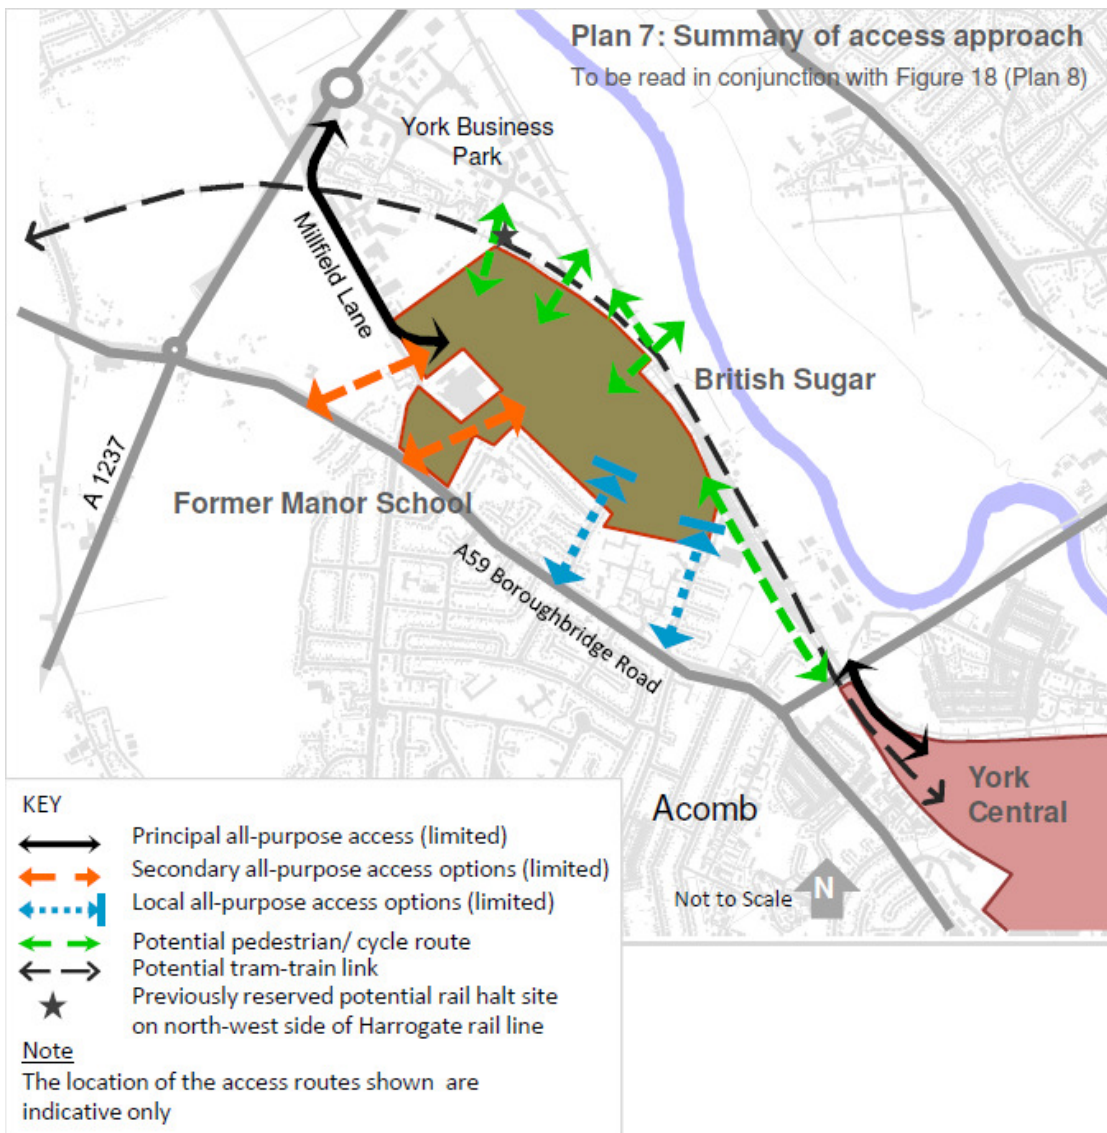 Plan 7: Summary of access approach
To be read in conjunction with Figure 18 (Plan 8)
York Business
Park
Millfield Lane
British Sugar
A 1237
Former Manor School
A59 Boroughbridge Road
York
Central
Acomb
Not to Scale
N
KEY
Principal all-purpose access (limited)
Secondary all-purpose access options (limited)
Local all-purpose access options (limited)
Potential pedestrian/ cycle route
Potential tram-train link
Previously reserved potential rail halt site
on north-west side of Harrogate rail line
Note
The location of the access routes shown are
indicative only